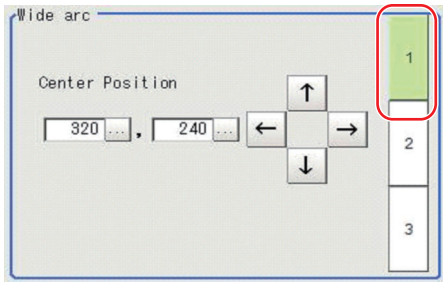 Wide arc
1
Center Position
↑
320 ... , 240 ... ← →
2
↓
3